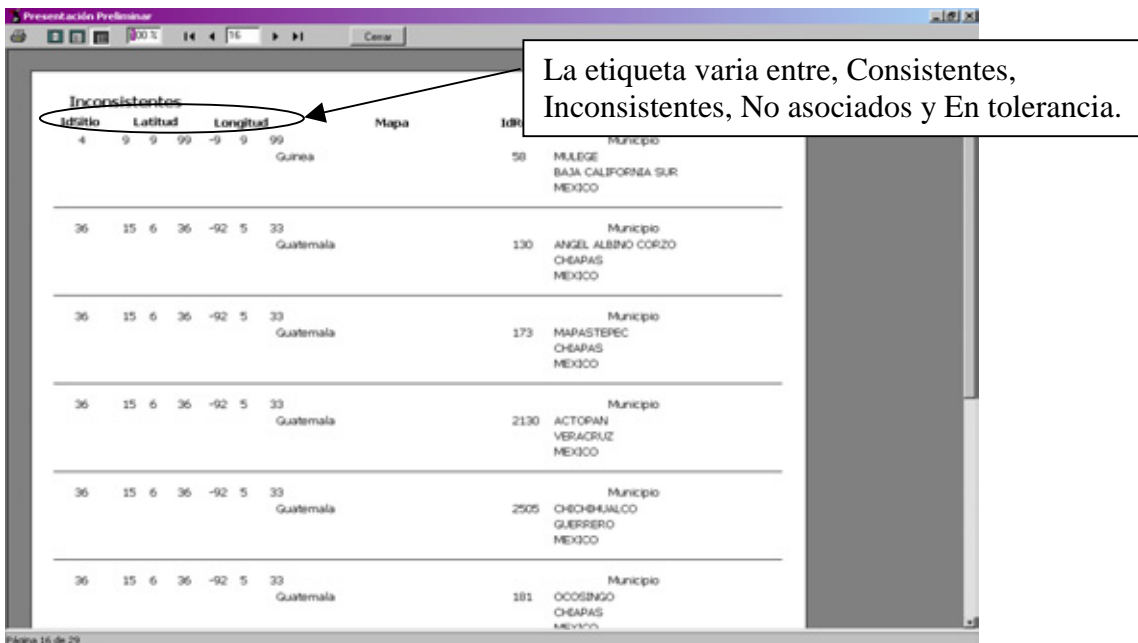 Presentación Preliminar
100 % 16 Cerrar
La etiqueta varia entre, Consistentes,
Inconsistentes, No asociados y En tolerancia.
Inconsistentes
IdSitio Latitud Longitud Mapa
4 9 9 99 -9 9 99 Municipio
Guinea 58 MULEGE
BAJA CALIFORNIA SUR
MEXICO
36 15 6 36 -92 5 33 Municipio
Guatemala 130 ANGEL ALBINO CORZO
CHIAPAS
MEXICO
36 15 6 36 -92 5 33 Municipio
Guatemala 173 MAPASTEPEC
CHIAPAS
MEXICO
36 15 6 36 -92 5 33 Municipio
Guatemala 2130 ACTOPAN
VERACRUZ
MEXICO
36 15 6 36 -92 5 33 Municipio
Guatemala 2505 CHICHIHUALCO
GUERRERO
MEXICO
36 15 6 36 -92 5 33 Municipio
Guatemala 181 OCOSINGO
CHIAPAS
MEXICO
Página 16 de 29